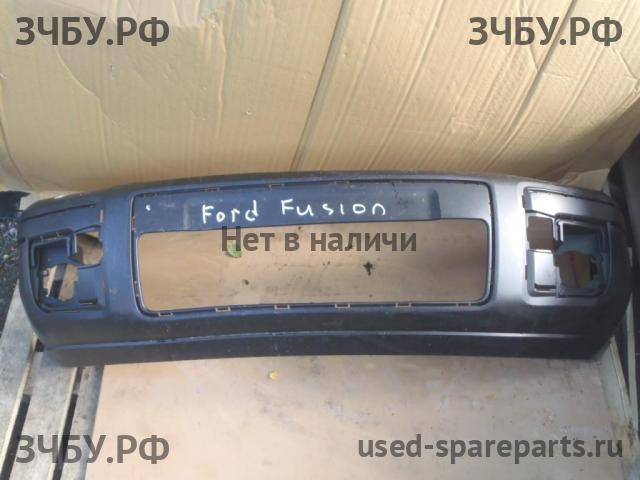 ЗЧБУ.РФ ЗЧБУ.РФ
Ford Fusion
Нет в наличи
ЗЧБУ.РФ used-spareparts.ru